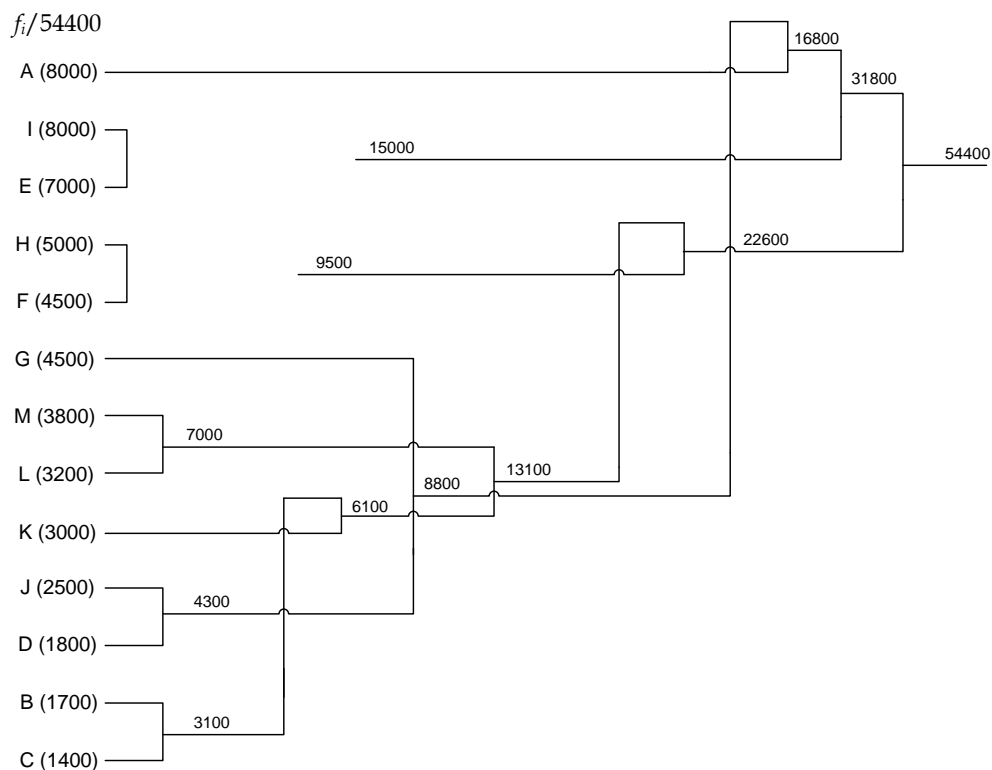 fi/54400
16800
A (8000)
31800
I (8000)
15000
54400
E (7000)
H (5000)
22600
9500
F (4500)
G (4500)
M (3800)
7000
13100
L (3200)
8800
6100
K (3000)
J (2500)
4300
D (1800)
B (1700)
3100
C (1400)